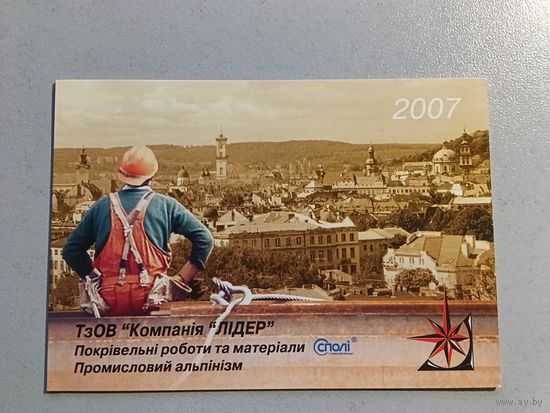 2007
ТзОВ "Компанія "ЛІДЕР"
Покрівельні роботи та матеріали Сполі ®
Промисловий альпінізм
www.ay.by